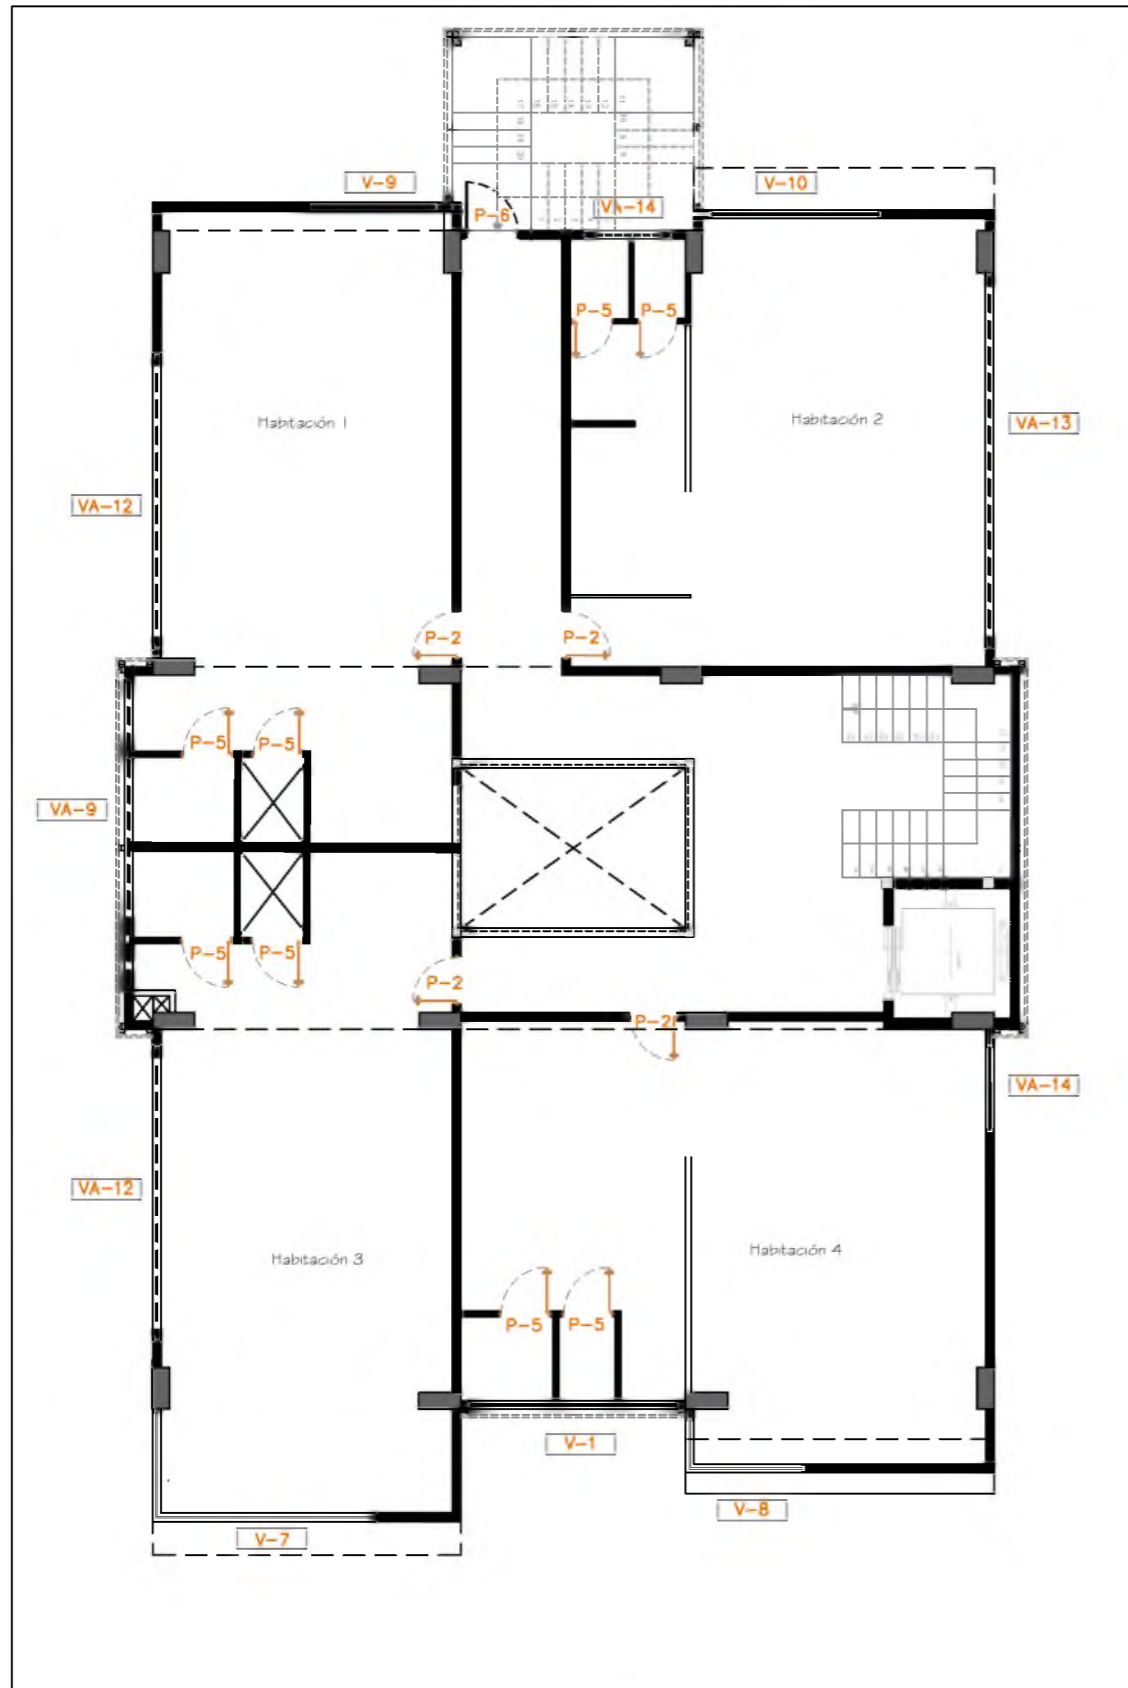 V-9
V-10
P-6
VA-14
P-5
P-5
Habitación 1
Habitación 2
VA-13
VA-12
P-2
P-2
P-5
P-5
VA-9
P-5
P-5
P-2
P-2
VA-14
VA-12
Habitación 3
Habitación 4
P-5
P-5
V-1
V-8
V-7